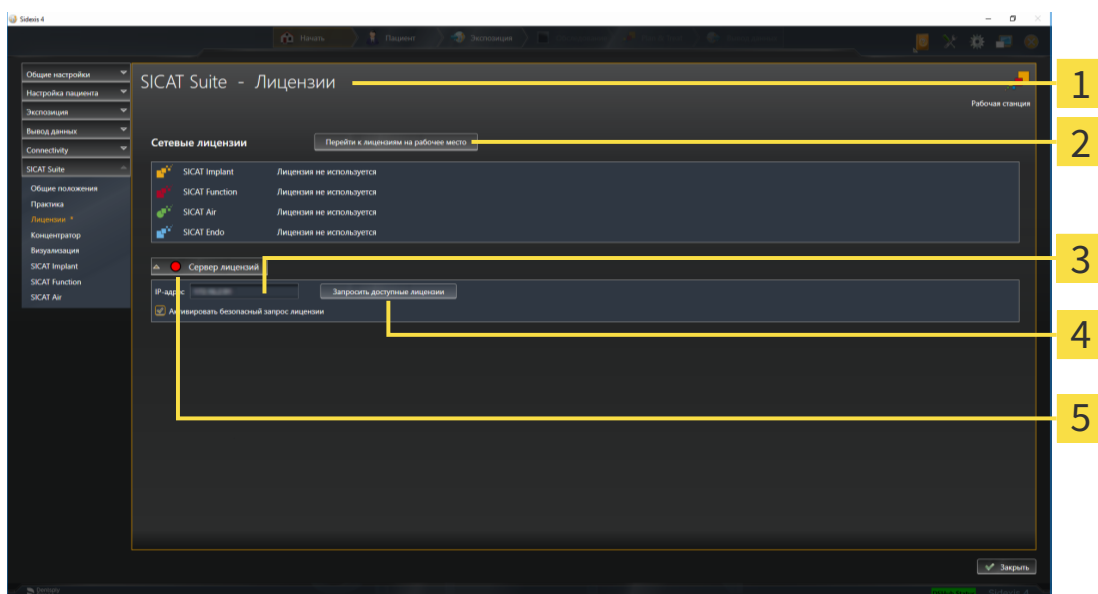 Sidexis 4
Начать
Пациент
Экспозиция
Общие настройки
Настройка пациента
Экспозиция
Вывод данных
Connectivity
SICAT Suite
Общие положения
Практика
Лицензии *
Концентратор
Визуализация
SICAT Implant
SICAT Function
SICAT Air
SICAT Suite - Лицензии
Рабочая станция
Сетевые лицензии
Перейти к лицензиям на рабочее место
SICAT Implant Лицензия не используется
SICAT Function Лицензия не используется
SICAT Air Лицензия не используется
SICAT Endo Лицензия не используется
Сервер лицензий
IP-адрес
Запросить доступные лицензии
Активировать безопасный запрос лицензии
Закрыть
Sidexis 4
1
2
3
4
5